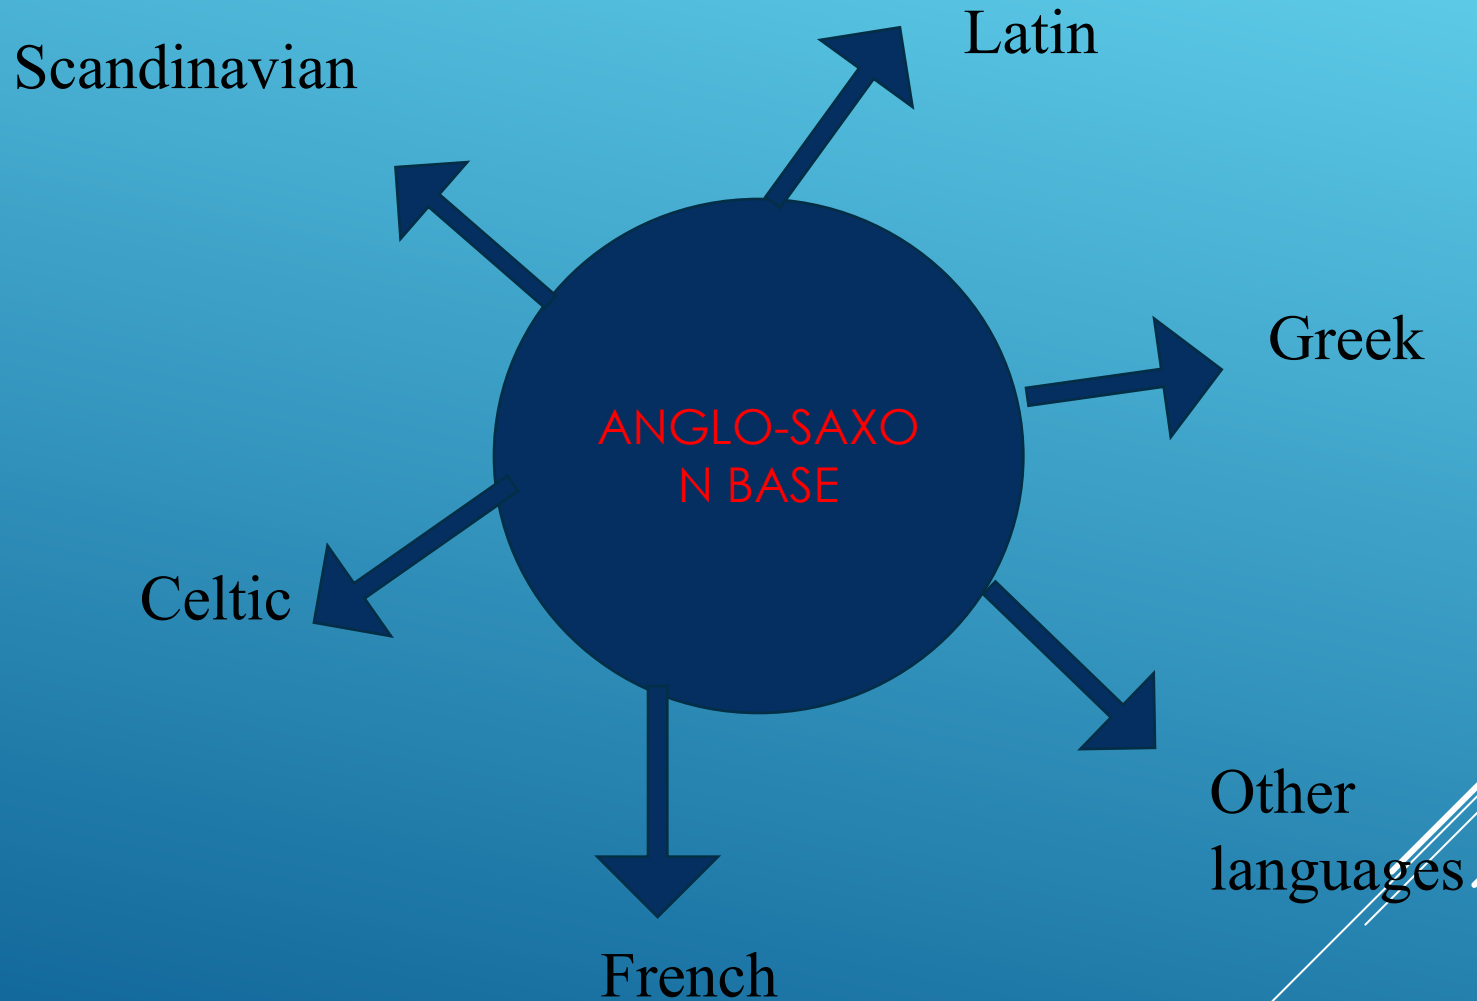 Latin
Scandinavian
Greek
ANGLO-SAXO
N BASE
Celtic
Other
languages
French